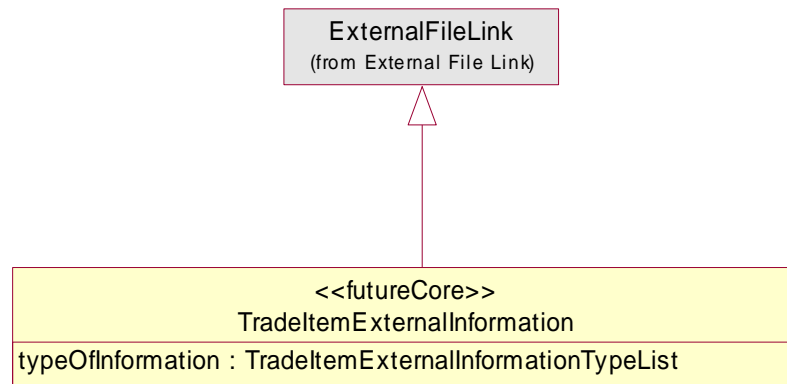 ExternalFileLink
(from External File Link)
<<futureCore>>
TradeItemExternalInformation
typeOfInformation : TradeItemExternalInformationTypeList